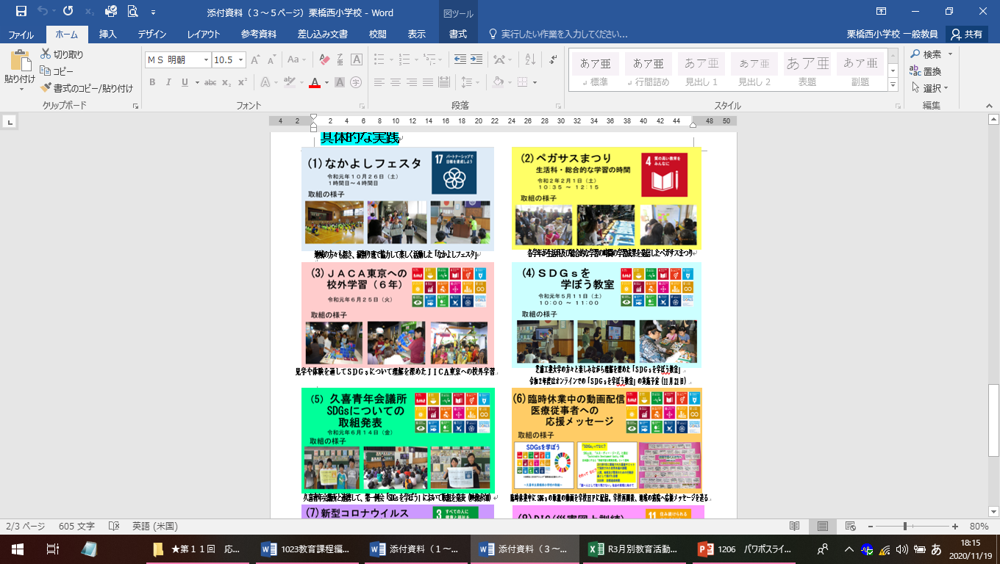 添付資料（３～５ページ）栗橋西小学校 - Word
図ツール
ファイル ホーム 挿入 デザイン レイアウト 参考資料 差し込み文書 校閲 表示 書式 実行したい作業を入力してください... 栗橋西小学校 一般教員 共有
貼り付け
切り取り
コピー
書式のコピー/貼り付け
ＭＳ 明朝 10.5
あア亜 あア亜 あア亜 あア亜 あア亜 あア亜
標準 行間詰め 見出し 1 見出し 2 表題 副題
検索
置換
選択
クリップボード フォント 段落 スタイル 編集
4 2 2 4 6 8 10 12 14 16 18 20 22 24 26 28 30 32 34 36 38 40 42 44 48 50
具体的な実践
(1)なかよしフェスタ
令和元年１０月２６日（土）
１時間目～４時間目
取組の様子
17 パートナーシップで
目標を達成しよう
地域の方々も招き、縦割り班で協力して楽しく活動した「なかよしフェスタ」
(2)ペガサスまつり
生活科・総合的な学習の時間
令和２年２月１日（土）
１０：３５ ～ １２：１５
取組の様子
4 質の高い教育を
みんなに
各学年が生活科及び総合的な学習の時間の学習成果を発信したペガサスまつり
(3)ＪＡＣＡ東京への
校外学習（６年）
令和元年６月２５日（火）
取組の様子
見学や体験を通してＳＤＧｓについて理解を深めたＪＩＣＡ東京への校外学習
(4)ＳＤＧｓを
学ぼう教室
令和元年５月１１日（土）
１０：００ ～ １１：００
取組の様子
芝浦工業大学の方々と楽しみながら理解を深めた「ＳＤＧｓを学ぼう教室」
令和２年度はオンラインでの「ＳＤＧｓを学ぼう教室」の実施予定（11月21日）
(5) 久喜青年会議所
SDGsについての
取組発表
令和元年６月１４日（金）
取組の様子
久喜青年会議所と連携して、第一例会「SDGsを学ぼう」において取組を発表（映像参加）
(6)臨時休業中の動画配信
医療従事者への
応援メッセージ
取組の様子
SDGsを学ぼう
臨時休業中にSDGsの取組の動画を学校HPに配信、学校再開後、地域の病院へ応援メッセージを送る
(7)新型コロナウイルス
3 すべての人に
健康と福祉を
11 住み続けられる
2/3 ページ 605 文字 英語 (米国) 80%
★第１１回 応... 1023教育課程編... 添付資料（１～... 添付資料（３～... R3月別教育活動... 1206 パワポスライ... あ 18:15
2020/11/19